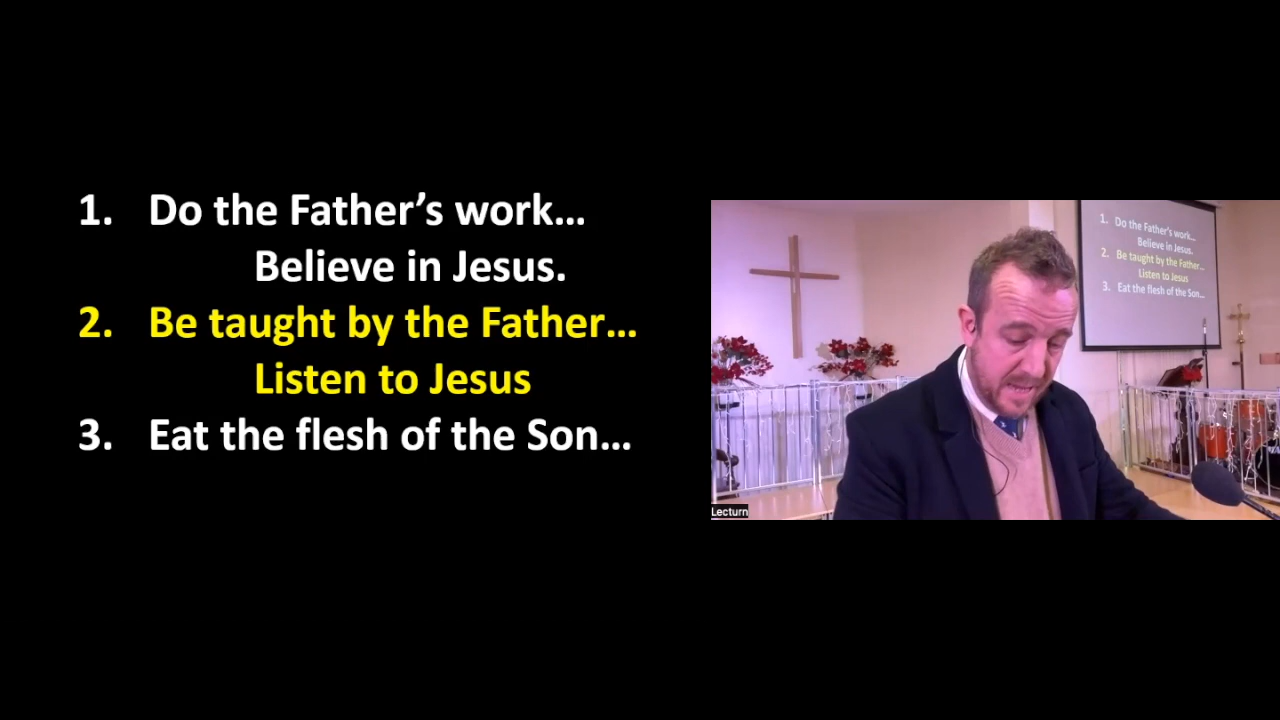 1. Do the Father’s work...
Believe in Jesus.
2. Be taught by the Father...
Listen to Jesus
3. Eat the flesh of the Son...
1. Do the Father’s work...
Believe in Jesus.
2. Be taught by the Father...
Listen to Jesus
3. Eat the flesh of the Son...
Lecturn